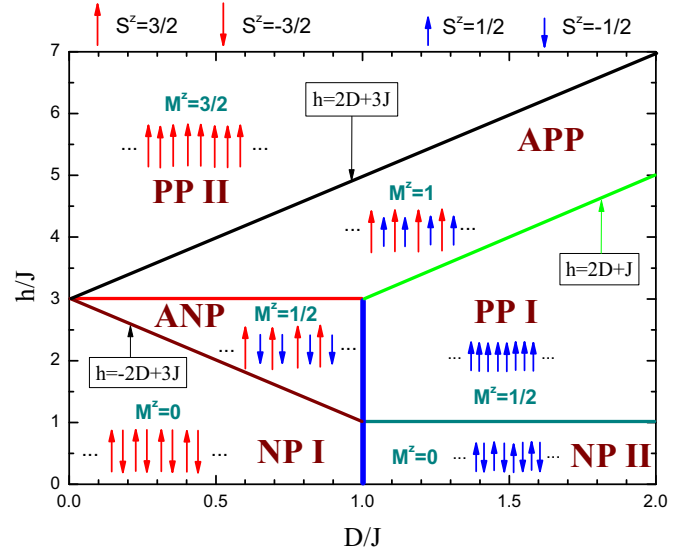 S^z=3/2 S^z=-3/2 S^z=1/2 S^z=-1/2
7
6
5
4
3
2
1
0
h/J
0.0 0.5 1.0 1.5 2.0
D/J
M^z=3/2
... ...
PP II
h=2D+3J
APP
M^z=1
... ...
h=2D+J
ANP
M^z=1/2
... ...
h=-2D+3J
PP I
... ...
M^z=1/2
M^z=0
... ...
NP I
M^z=0
... ...
NP II